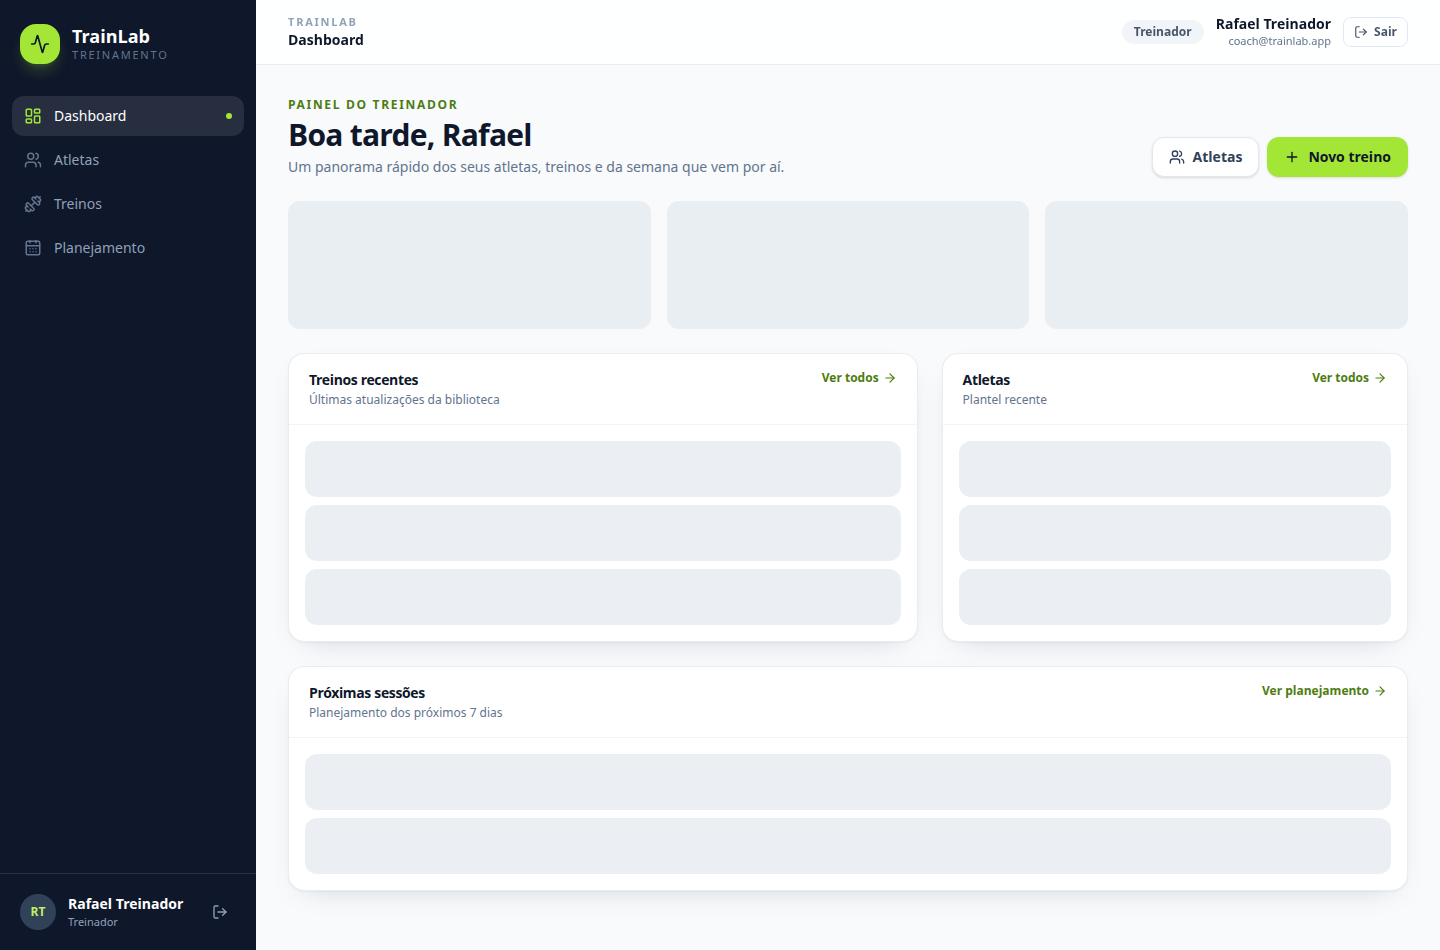 TrainLab
TREINAMENTO
Dashboard
Atletas
Treinos
Planejamento
RT
Rafael Treinador
Treinador
TRAINLAB
Dashboard
Treinador
Rafael Treinador
coach@trainlab.app
Sair
PAINEL DO TREINADOR
Boa tarde, Rafael
Um panorama rápido dos seus atletas, treinos e da semana que vem por aí.
Atletas
Novo treino
Treinos recentes
Últimas atualizações da biblioteca
Ver todos
Atletas
Plantel recente
Ver todos
Próximas sessões
Planejamento dos próximos 7 dias
Ver planejamento